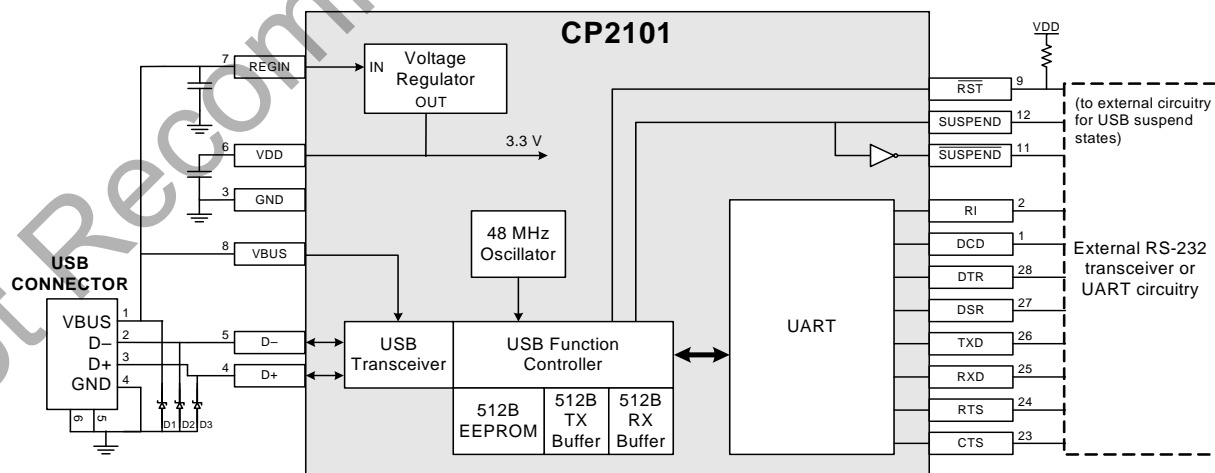 CP2101
7
REGIN
IN
Voltage
Regulator
OUT
6
VDD
3.3 V
3
GND
8
VBUS
48 MHz
Oscillator
USB
CONNECTOR
VBUS
D–
D+
GND
1
2
3
4
6
5
D1
D2
D3
5
D–
4
D+
USB
Transceiver
USB Function
Controller
512B
EEPROM
512B
TX
Buffer
512B
RX
Buffer
UART
VDD
RST
9
SUSPEND
12
SUSPEND
11
(to external circuitry
for USB suspend
states)
RI
2
DCD
1
DTR
28
DSR
27
TXD
26
RXD
25
RTS
24
CTS
23
External RS-232
transceiver or
UART circuitry